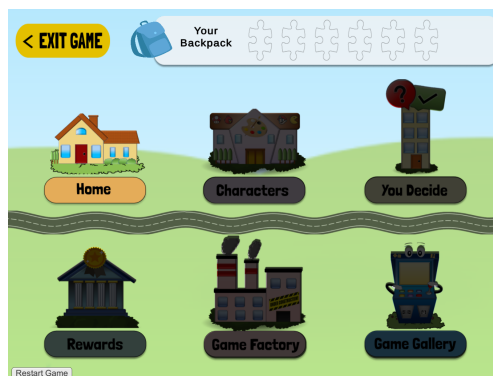 < EXIT GAME
Your
Backpack
Home
Characters
?
You Decide
Rewards
Game Factory
Game Gallery
Restart Game